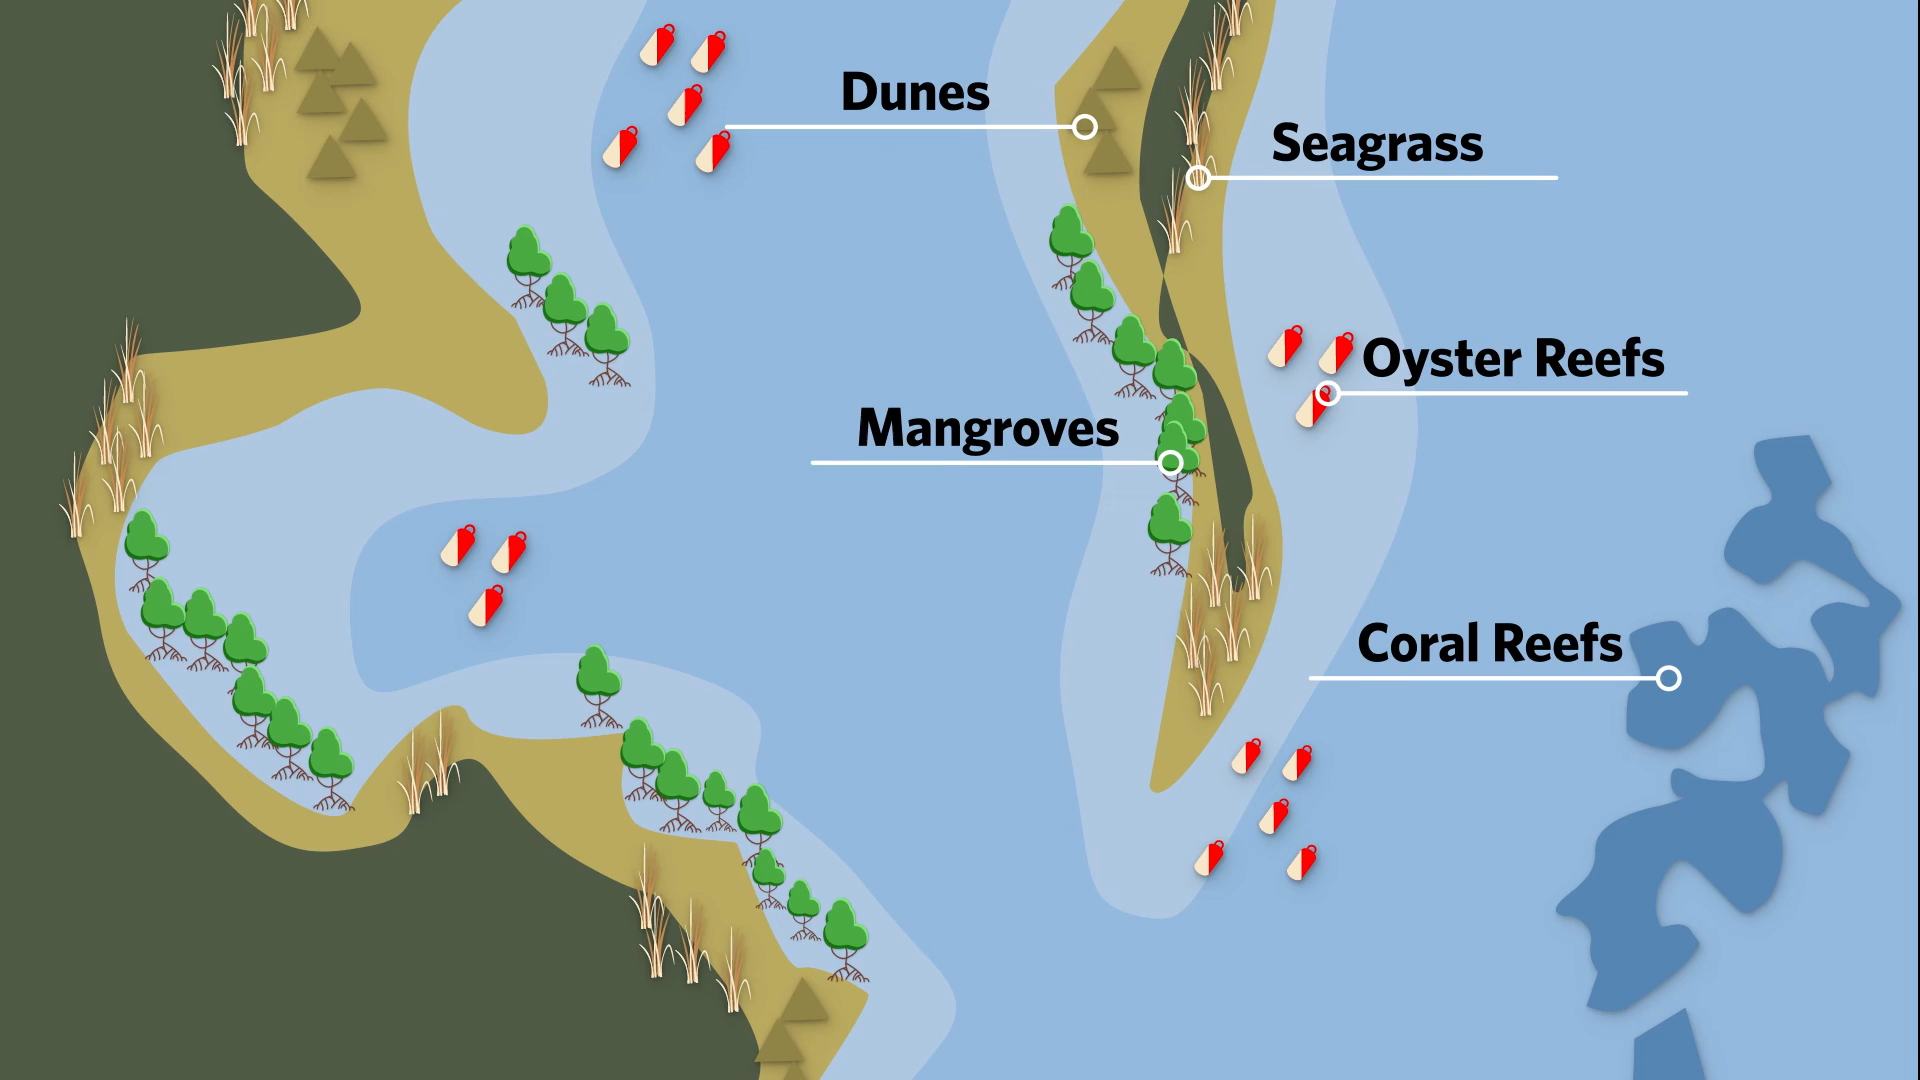 Dunes
Seagrass
Oyster Reefs
Mangroves
Coral Reefs